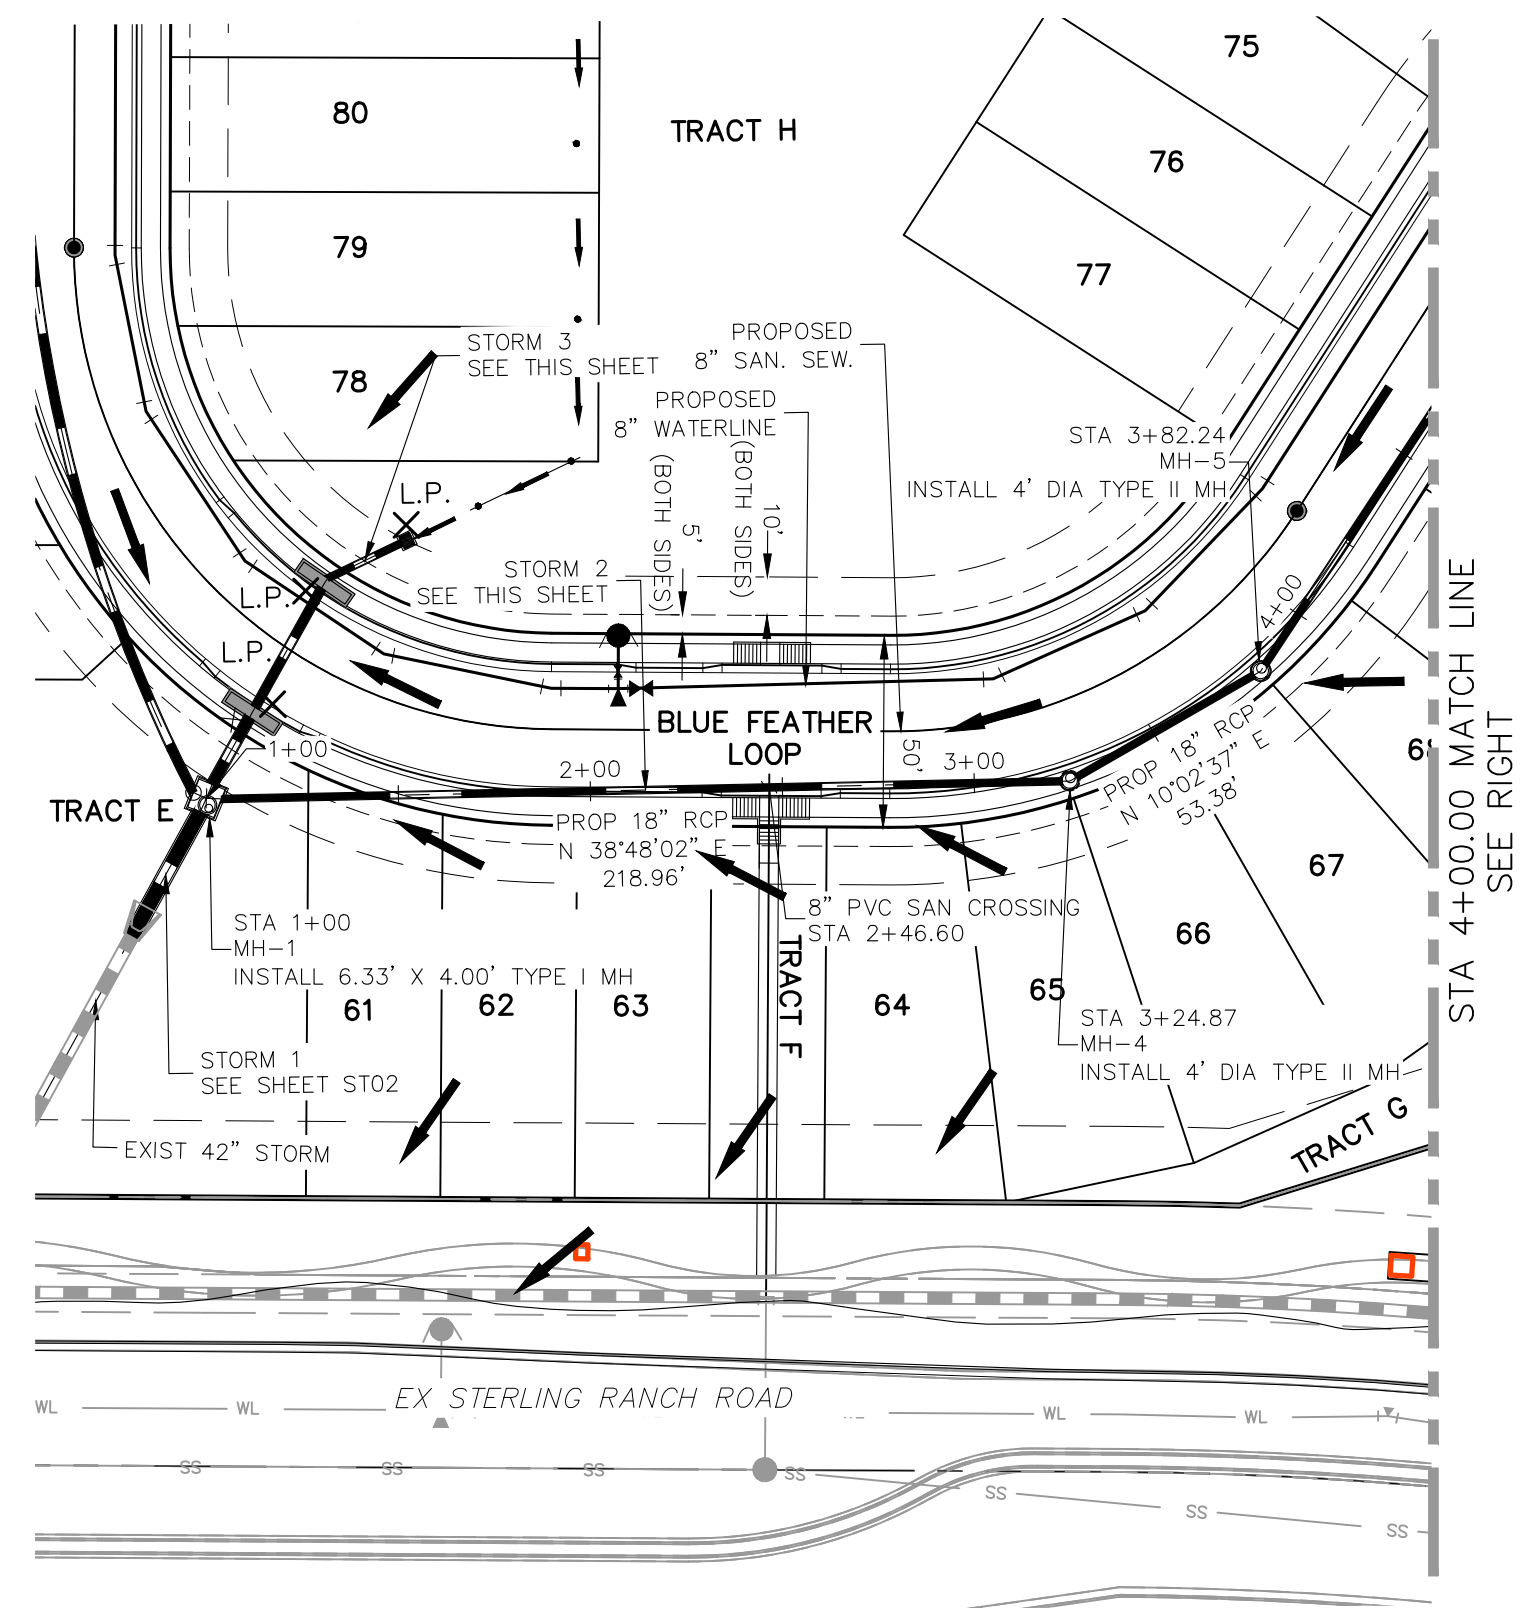 75
80
TRACT H
76
79
77
STORM 3
SEE THIS SHEET
PROPOSED
8" SAN. SEW.
78
PROPOSED
8" WATERLINE
STA 3+82.24
MH-5
INSTALL 4' DIA TYPE II MH
L.P.
5'
(BOTH SIDES)
10'
(BOTH SIDES)
STORM 2
SEE THIS SHEET
L.P.
4+00
L.P.
STA 4+00.00 MATCH LINE
SEE RIGHT
BLUE FEATHER
LOOP
1+00
2+00
50'
3+00
PROP 18" RCP
N 10°02'37" E
53.38'
TRACT E
PROP 18" RCP
N 38°48'02" E
218.96'
67
STA 1+00
MH-1
INSTALL 6.33' X 4.00' TYPE I MH
8" PVC SAN CROSSING
STA 2+46.60
66
TRACT F
61
62
63
64
65
STA 3+24.87
MH-4
INSTALL 4' DIA TYPE II MH
STORM 1
SEE SHEET ST02
TRACT G
EXIST 42" STORM
EX STERLING RANCH ROAD
WL
WL
WL
WL
SS
SS
SS
SS
SS
SS
SS